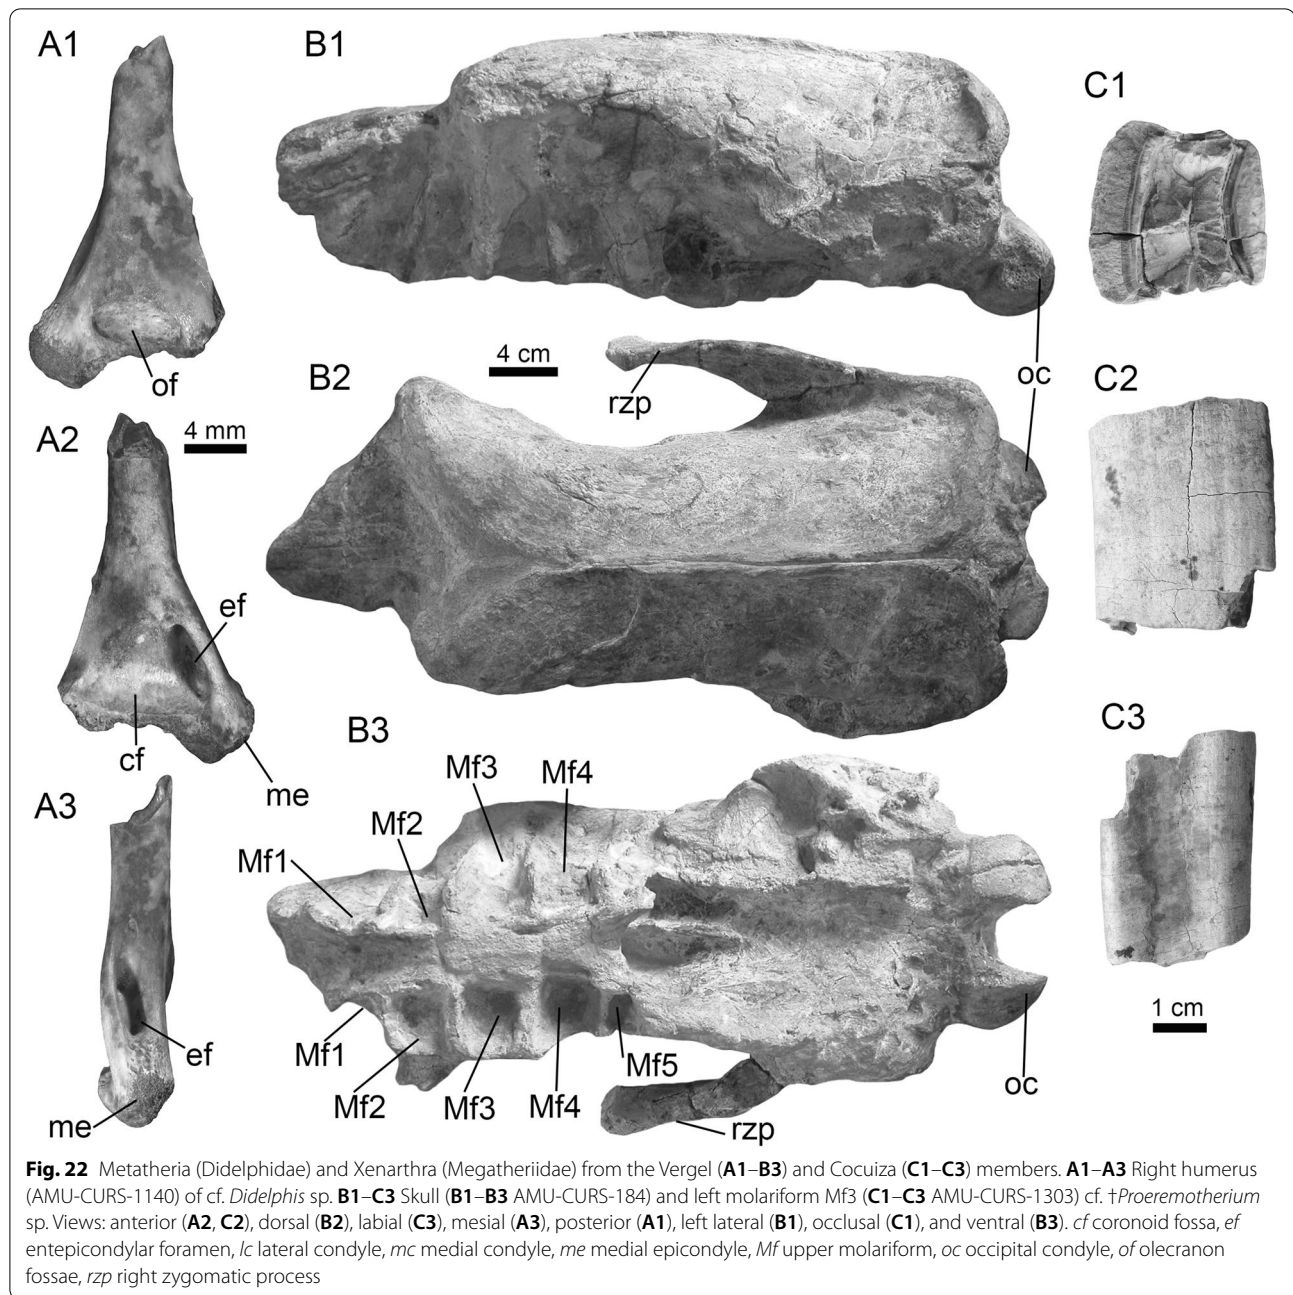 A1
B1
C1
of
4 cm
B2
rzp
oc
C2
A2
4 mm
ef
cf
me
B3
C3
Mf3
Mf4
A3
Mf2
Mf1
ef
Mf1
Mf5
Mf2
Mf3
Mf4
oc
1 cm
me
rzp
Fig. 22 Metatheria (Didelphidae) and Xenarthra (Megatheriidae) from the Vergel (A1–B3) and Cocuiza (C1–C3) members. A1–A3 Right humerus
(AMU-CURS-1140) of cf. Didelphis sp. B1–C3 Skull (B1–B3 AMU-CURS-184) and left molariform Mf3 (C1–C3 AMU-CURS-1303) cf. †Proeremotherium
sp. Views: anterior (A2, C2), dorsal (B2), labial (C3), mesial (A3), posterior (A1), left lateral (B1), occlusal (C1), and ventral (B3). cf coronoid fossa, ef
entepicondylar foramen, lc lateral condyle, mc medial condyle, me medial epicondyle, Mf upper molariform, oc occipital condyle, of olecranon
fossae, rzp right zygomatic process